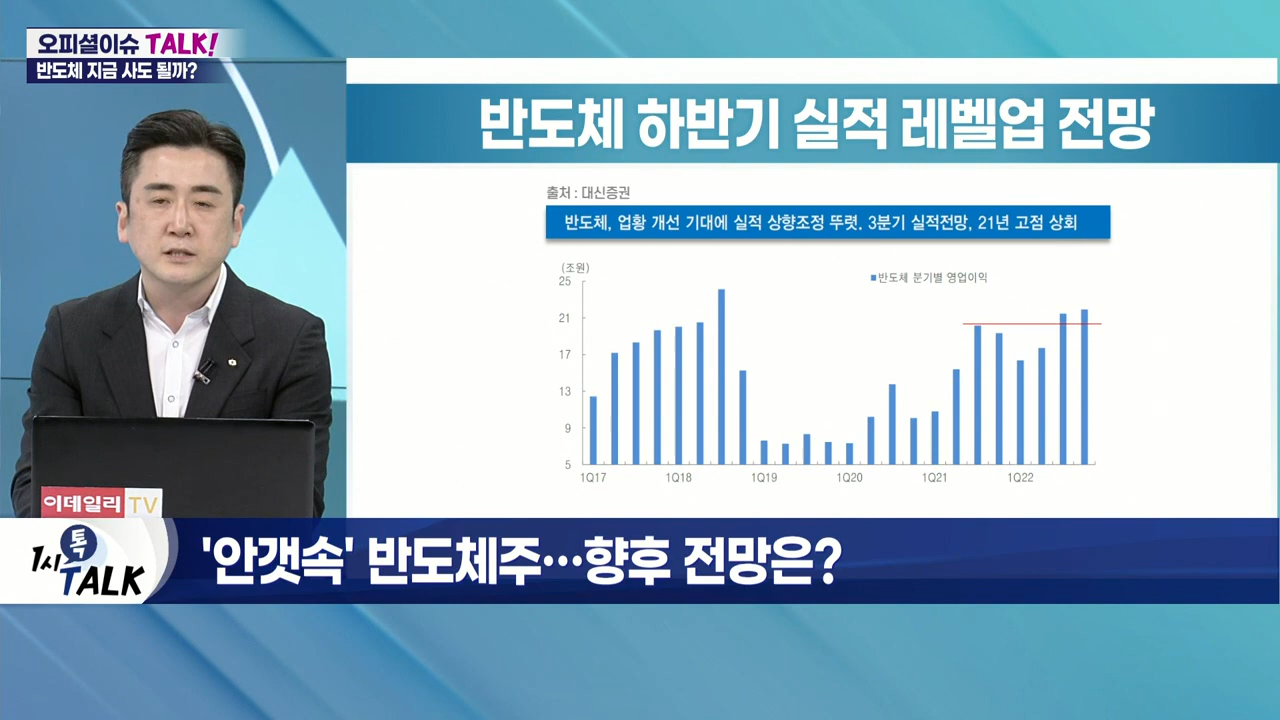 오피셜이슈 TALK!
반도체 지금 사도 될까?
반도체 하반기 실적 레벨업 전망
출처 : 대신증권
반도체, 업황 개선 기대에 실적 상향조정 뚜렷. 3분기 실적전망, 21년 고점 상회
(조원)
반도체 분기별 영업이익
25
21
17
13
9
5
1Q17 1Q18 1Q19 1Q20 1Q21 1Q22
이데일리 TV
1시톡 TALK
'안갯속' 반도체주…향후 전망은?